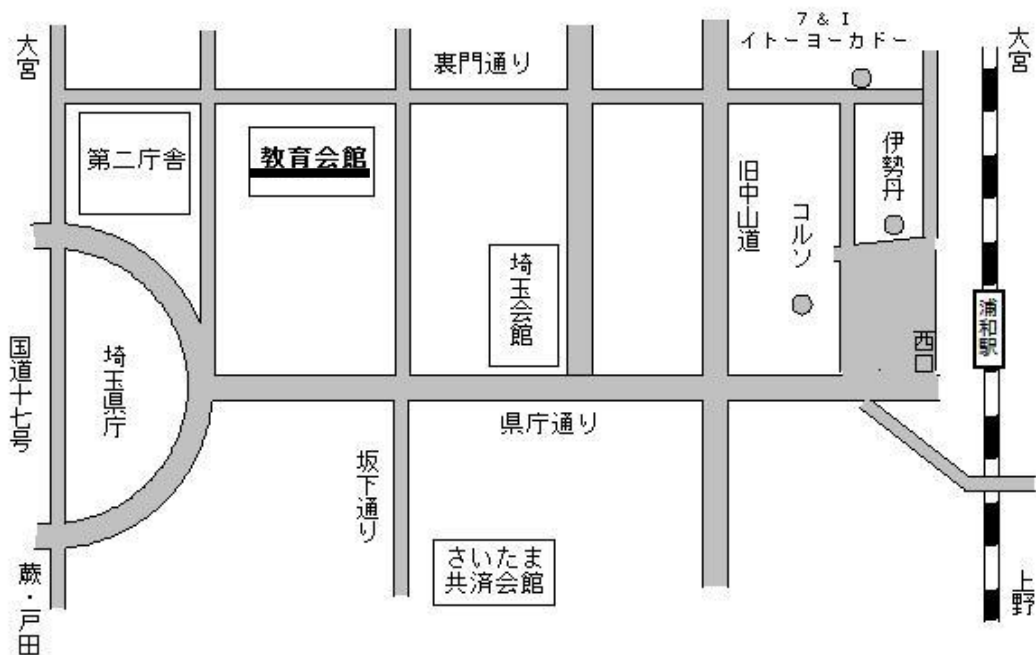 7 & I
イトーヨーカドー
大宮
大宮
裏門通り
第二庁舎
教育会館
伊勢丹
旧中山道
コルソ
埼玉会館
浦和駅
西口
国道十七号
埼玉県庁
県庁通り
坂下通り
さいたま
共済会館
蕨・戸田
上野